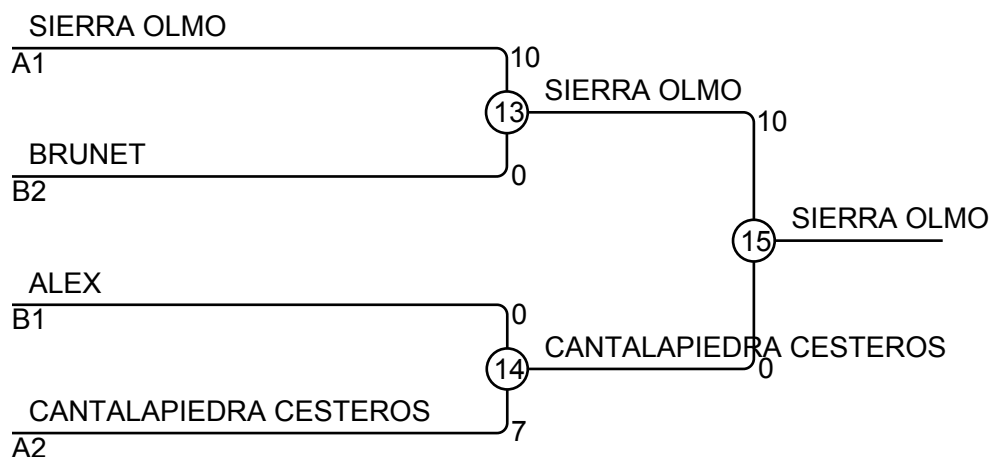 SIERRA OLMO
A1
10
13
SIERRA OLMO
10
BRUNET
B2
0
15
SIERRA OLMO
ALEX
B1
0
14
CANTALAPIEDRA CESTEROS
0
CANTALAPIEDRA CESTEROS
A2
7